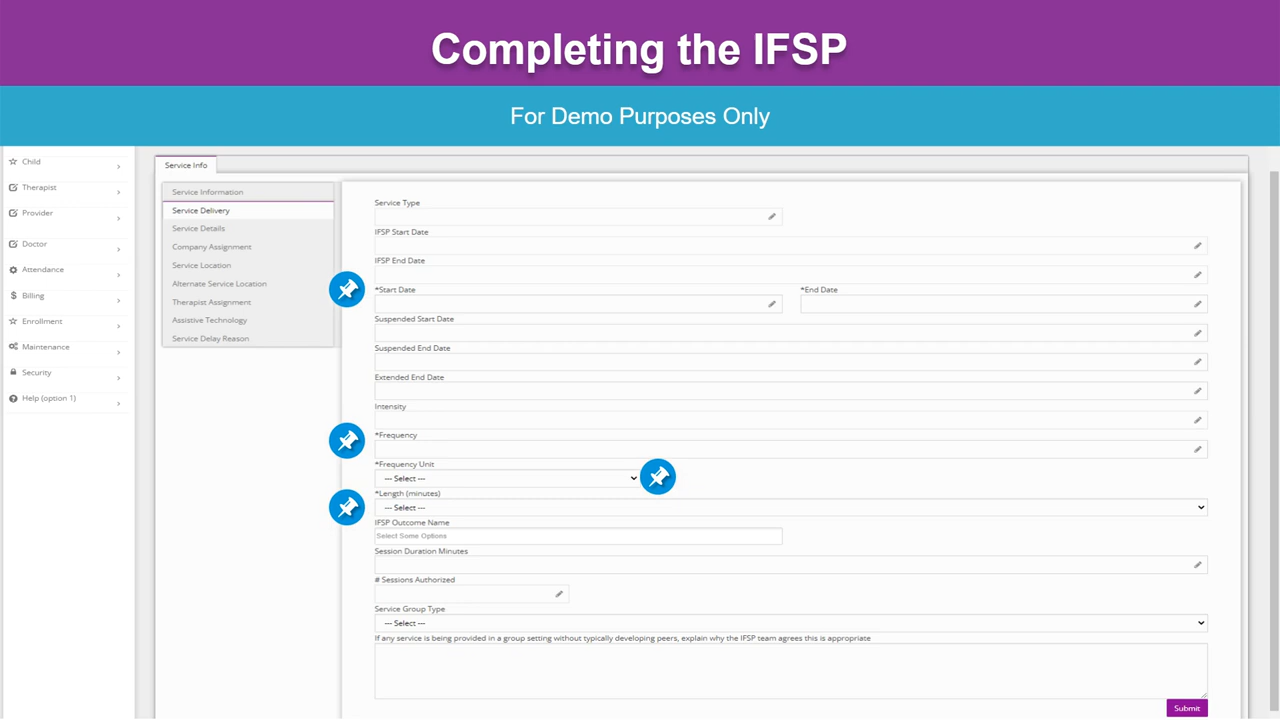 Completing the IFSP
For Demo Purposes Only
Child
Therapist
Provider
Doctor
Attendance
Billing
Enrollment
Maintenance
Security
Help (option 1)
Service Info
Service Information
Service Delivery
Service Details
Company Assignment
Service Location
Alternate Service Location
Therapist Assignment
Assistive Technology
Service Delay Reason
Service Type
IFSP Start Date
IFSP End Date
*Start Date *End Date
Suspended Start Date
Suspended End Date
Extended End Date
Intensity
*Frequency
*Frequency Unit
--- Select ---
*Length (minutes)
--- Select ---
IFSP Outcome Name
Select Some Options
Session Duration Minutes
# Sessions Authorized
Service Group Type
--- Select ---
If any service is being provided in a group setting without typically developing peers, explain why the IFSP team agrees this is appropriate
Submit